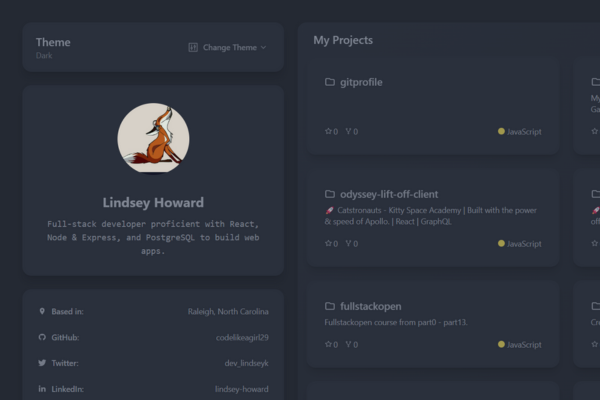 Theme
Dark
Change Theme
Lindsey Howard
Full-stack developer proficient with React,
Node & Express, and PostgreSQL to build web
apps.
Based in: Raleigh, North Carolina
GitHub: codelikeagirl29
Twitter: dev_lindseyk
LinkedIn: lindsey-howard
My Projects
gitprofile
0 0 JavaScript
odyssey-lift-off-client
🚀 Catstronauts - Kitty Space Academy | Built with the power
& speed of Apollo. | React | GraphQL
0 0 JavaScript
fullstackopen
Fullstackopen course from part0 - part13.
0 0 JavaScript
My
Ga
🚀
off
Cre